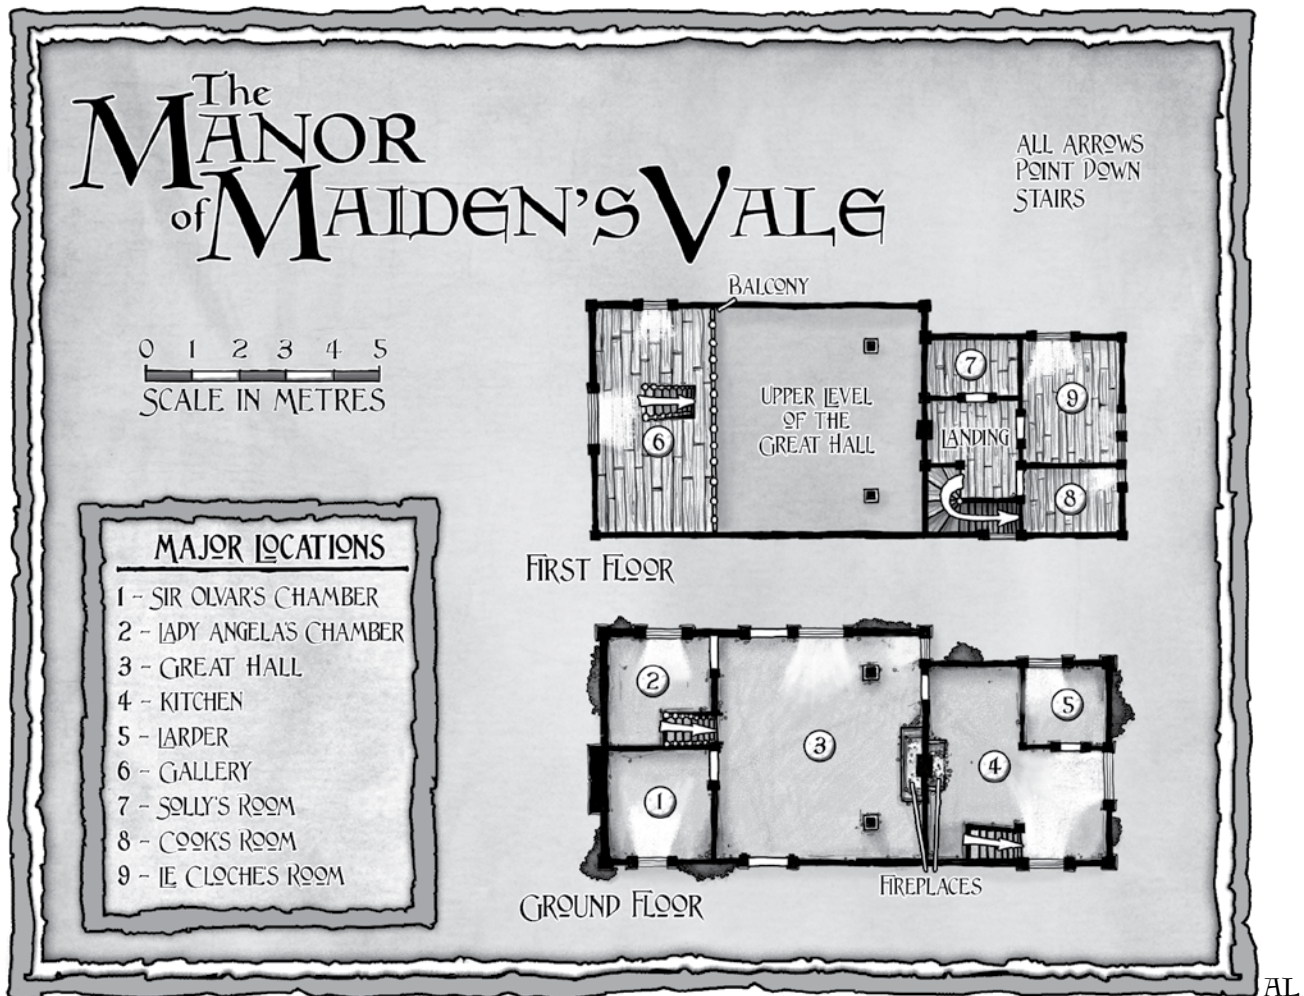 The
MANOR
of MAIDEN'S VALE
ALL ARROWS
POINT DOWN
STAIRS
0 1 2 3 4 5
SCALE IN METRES
BALCONY
UPPER LEVEL
OF THE
GREAT HALL
LANDING
6
7
9
8
FIRST FLOOR
MAJOR LOCATIONS
1 - SIR OLVAR'S CHAMBER
2 - LADY ANGELA'S CHAMBER
3 - GREAT HALL
4 - KITCHEN
5 - LARDER
6 - GALLERY
7 - SOLLY'S ROOM
8 - COOK'S ROOM
9 - LE CLOCHE'S ROOM
2
5
3
4
1
FIREPLACES
GROUND FLOOR
AL